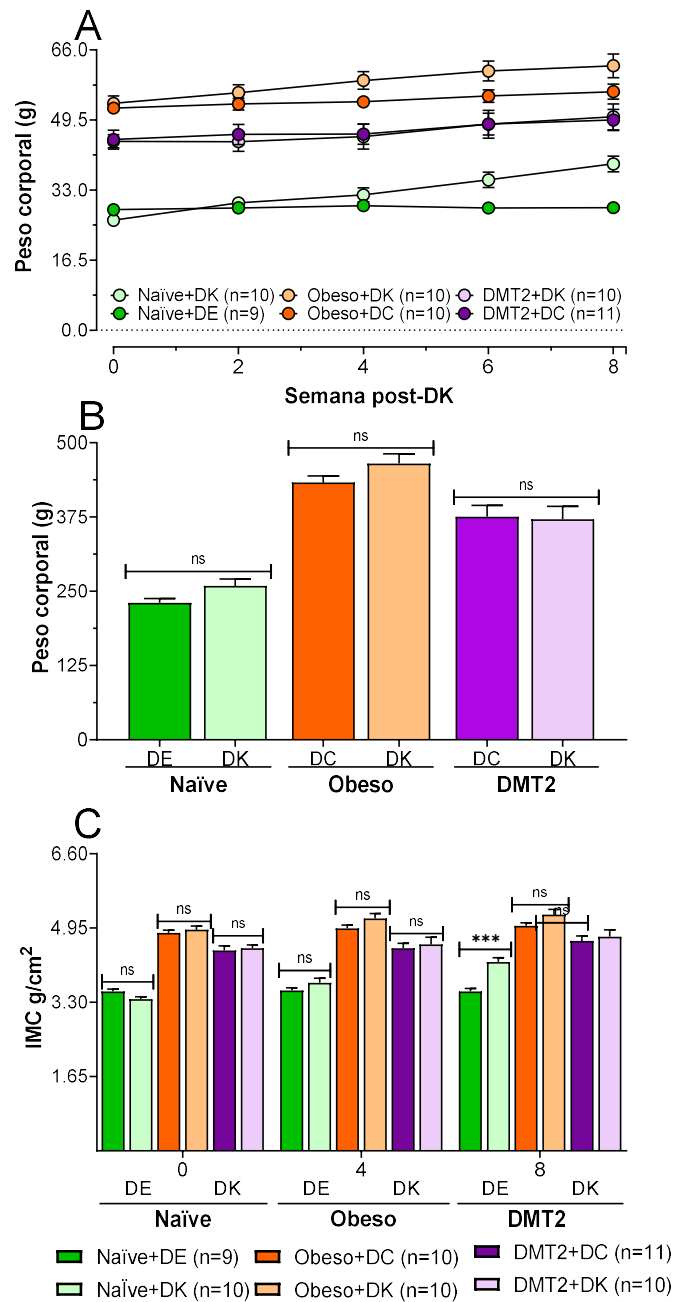 A
66.0
49.5
33.0
16.5
0.0
Peso corporal (g)
Naïve+DK (n=10) Obeso+DK (n=10) DMT2+DK (n=10)
Naïve+DE (n=9) Obeso+DC (n=10) DMT2+DC (n=11)
0 2 4 6 8
Semana post-DK
B
500
375
250
125
0
Peso corporal (g)
ns
ns
ns
DE DK DC DK DC DK
Naïve Obeso DMT2
C
6.60
4.95
3.30
1.65
IMC g/cm2
ns
ns
ns
ns
ns
ns
***
ns
ns
0 4 8
DE DK DE DK DE DK
Naïve Obeso DMT2
Naïve+DE (n=9) Obeso+DC (n=10) DMT2+DC (n=11)
NaÏve+DK (n=10) Obeso+DK (n=10) DMT2+DK (n=10)